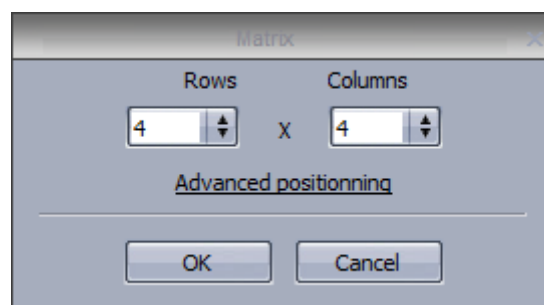 Matrix
Rows Columns
4 X 4
Advanced positionning
OK Cancel